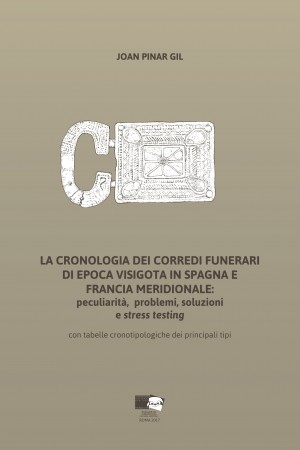 JOAN PINAR GIL
LA CRONOLOGIA DEI CORREDI FUNERARI
DI EPOCA VISIGOTA IN SPAGNA E
FRANCIA MERIDIONALE:
peculiarità, problemi, soluzioni
e stress testing
con tabelle cronotipologiche dei principali tipi